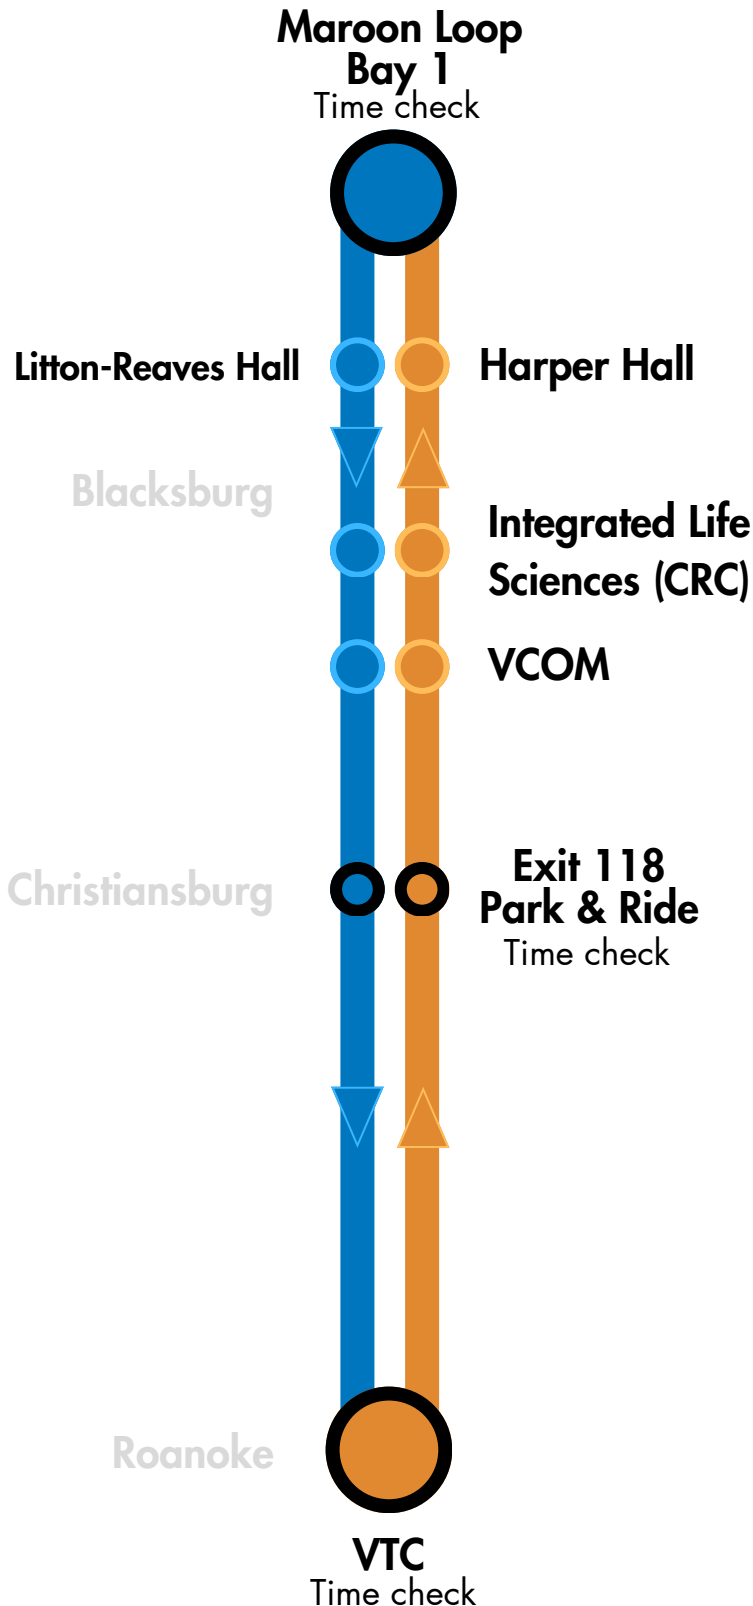 Maroon Loop
Bay 1
Time check
Litton-Reaves Hall
Harper Hall
Blacksburg
Integrated Life
Sciences (CRC)
VCOM
Christiansburg
Exit 118
Park & Ride
Time check
Roanoke
VTC
Time check